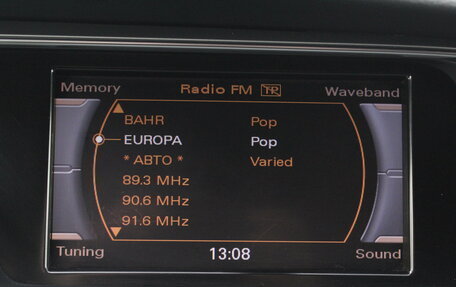 Memory Radio FM TP Waveband
BAHR Pop
EUROPA Pop
* ABTO * Varied
89.3 MHz
90.6 MHz
91.6 MHz
Tuning 13:08 Sound